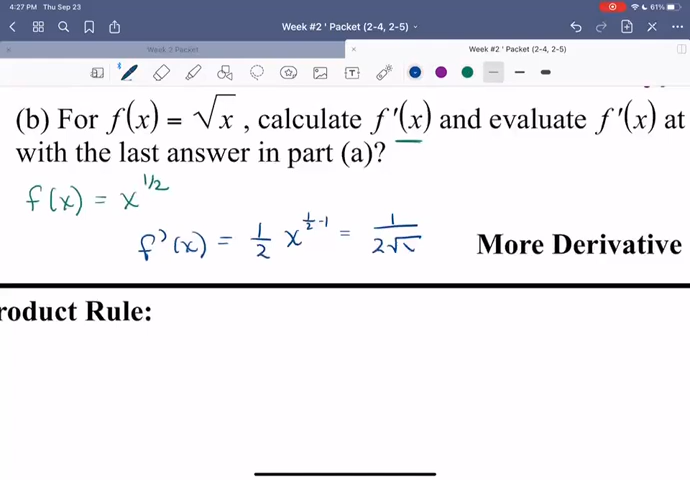 4:27 PM Thu Sep 23
61%
Week #2 ' Packet (2-4, 2-5)
Week 2 Packet
Week #2 ' Packet (2-4, 2-5)
(b) For f(x) = √x , calculate f '(x) and evaluate f '(x) at
with the last answer in part (a)?
f(x) = x^(1/2)
f'(x) = 1/2 x^(1/2 -1) = 1/(2√x)
More Derivative
roduct Rule: